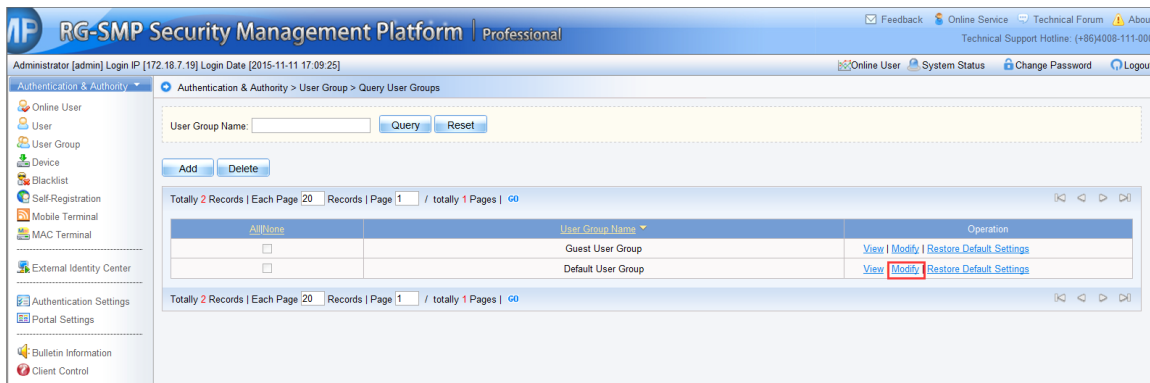 MP RG-SMP Security Management Platform | Professional
Feedback Online Service Technical Forum Abou
Technical Support Hotline: (+86)4008-111-00
Administrator [admin] Login IP [172.18.7.19] Login Date [2015-11-11 17:09:25]
Online User System Status Change Password Logou
Authentication & Authority
Authentication & Authority > User Group > Query User Groups
Online User
User
User Group
Device
Blacklist
Self-Registration
Mobile Terminal
MAC Terminal
External Identity Center
Authentication Settings
Portal Settings
Bulletin Information
Client Control
User Group Name: Query Reset
Add Delete
Totally 2 Records | Each Page 20 Records | Page 1 / totally 1 Pages | GO
All|None User Group Name Operation
Guest User Group View | Modify | Restore Default Settings
Default User Group View | Modify | Restore Default Settings
Totally 2 Records | Each Page 20 Records | Page 1 / totally 1 Pages | GO